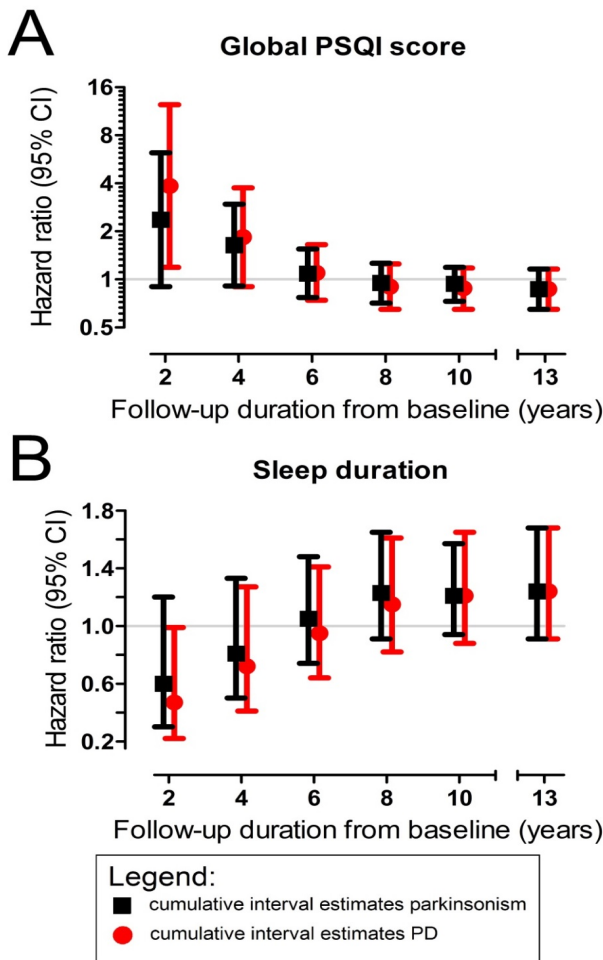 A
Global PSQI score
Hazard ratio (95% CI)
16
8
4
2
1
0.5
2 4 6 8 10 13
Follow-up duration from baseline (years)
B
Sleep duration
Hazard ratio (95% CI)
1.8
1.4
1.0
0.6
0.2
2 4 6 8 10 13
Follow-up duration from baseline (years)
Legend:
cumulative interval estimates parkinsonism
cumulative interval estimates PD